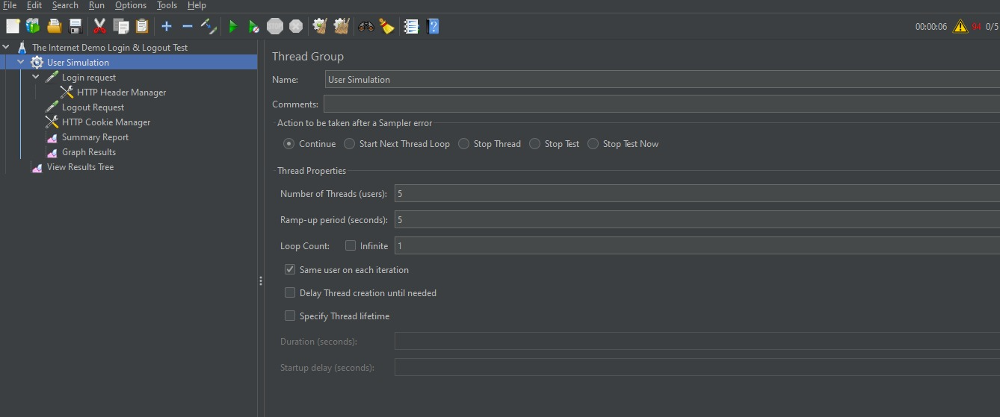 File Edit Search Run Options Tools Help
STOP
00:00:06 94 0/5
The Internet Demo Login & Logout Test
User Simulation
Login request
HTTP Header Manager
Logout Request
HTTP Cookie Manager
Summary Report
Graph Results
View Results Tree
Thread Group
Name: User Simulation
Comments:
Action to be taken after a Sampler error
Continue Start Next Thread Loop Stop Thread Stop Test Stop Test Now
Thread Properties
Number of Threads (users): 5
Ramp-up period (seconds): 5
Loop Count: Infinite 1
Same user on each iteration
Delay Thread creation until needed
Specify Thread lifetime
Duration (seconds):
Startup delay (seconds):